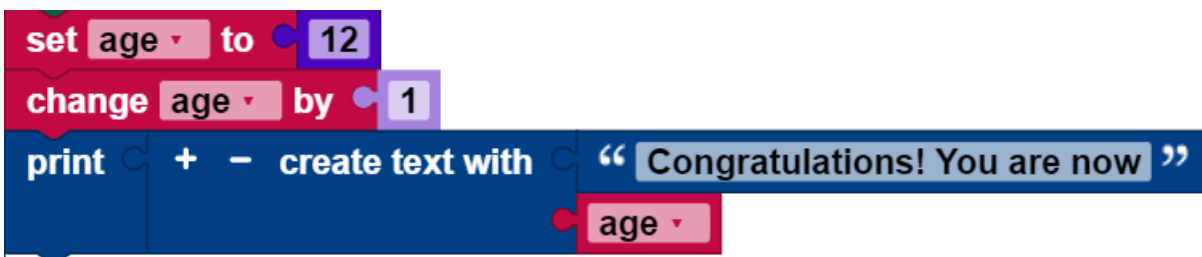 set age to 12
change age by 1
print + - create text with “ Congratulations! You are now ”
age